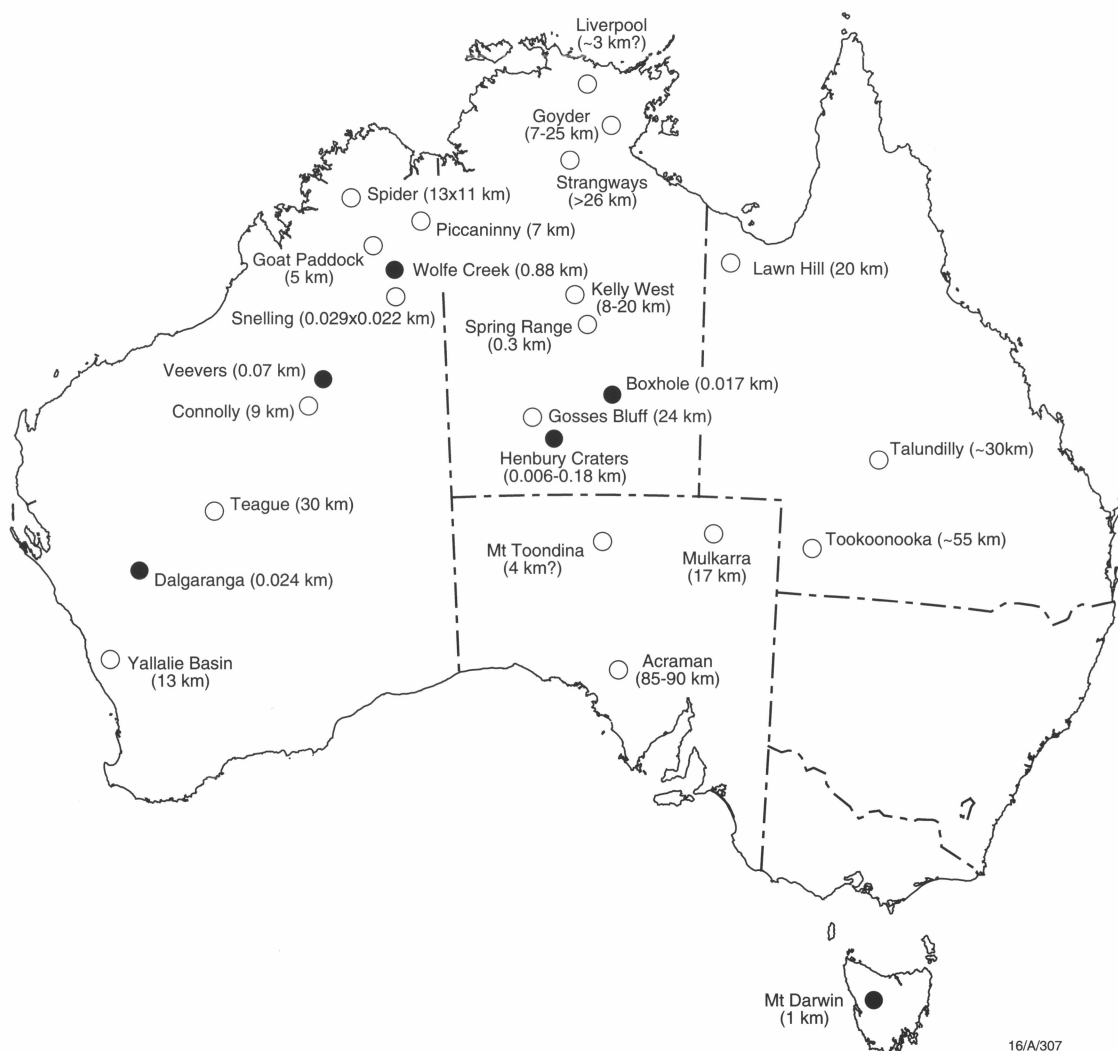 Liverpool
(~3 km?)
Goyder
(7-25 km)
Strangways
(>26 km)
Spider (13x11 km)
Piccaninny (7 km)
Goat Paddock
(5 km)
Wolfe Creek (0.88 km)
Lawn Hill (20 km)
Snelling (0.029x0.022 km)
Kelly West
(8-20 km)
Spring Range
(0.3 km)
Veevers (0.07 km)
Boxhole (0.017 km)
Connolly (9 km)
Gosses Bluff (24 km)
Henbury Craters
(0.006-0.18 km)
Talundilly (~30km)
Teague (30 km)
Mt Toondina
(4 km?)
Mulkarra
(17 km)
Tookoonooka (~55 km)
Dalgaranga (0.024 km)
Yallalie Basin
(13 km)
Acraman
(85-90 km)
Mt Darwin
(1 km)
16/A/307